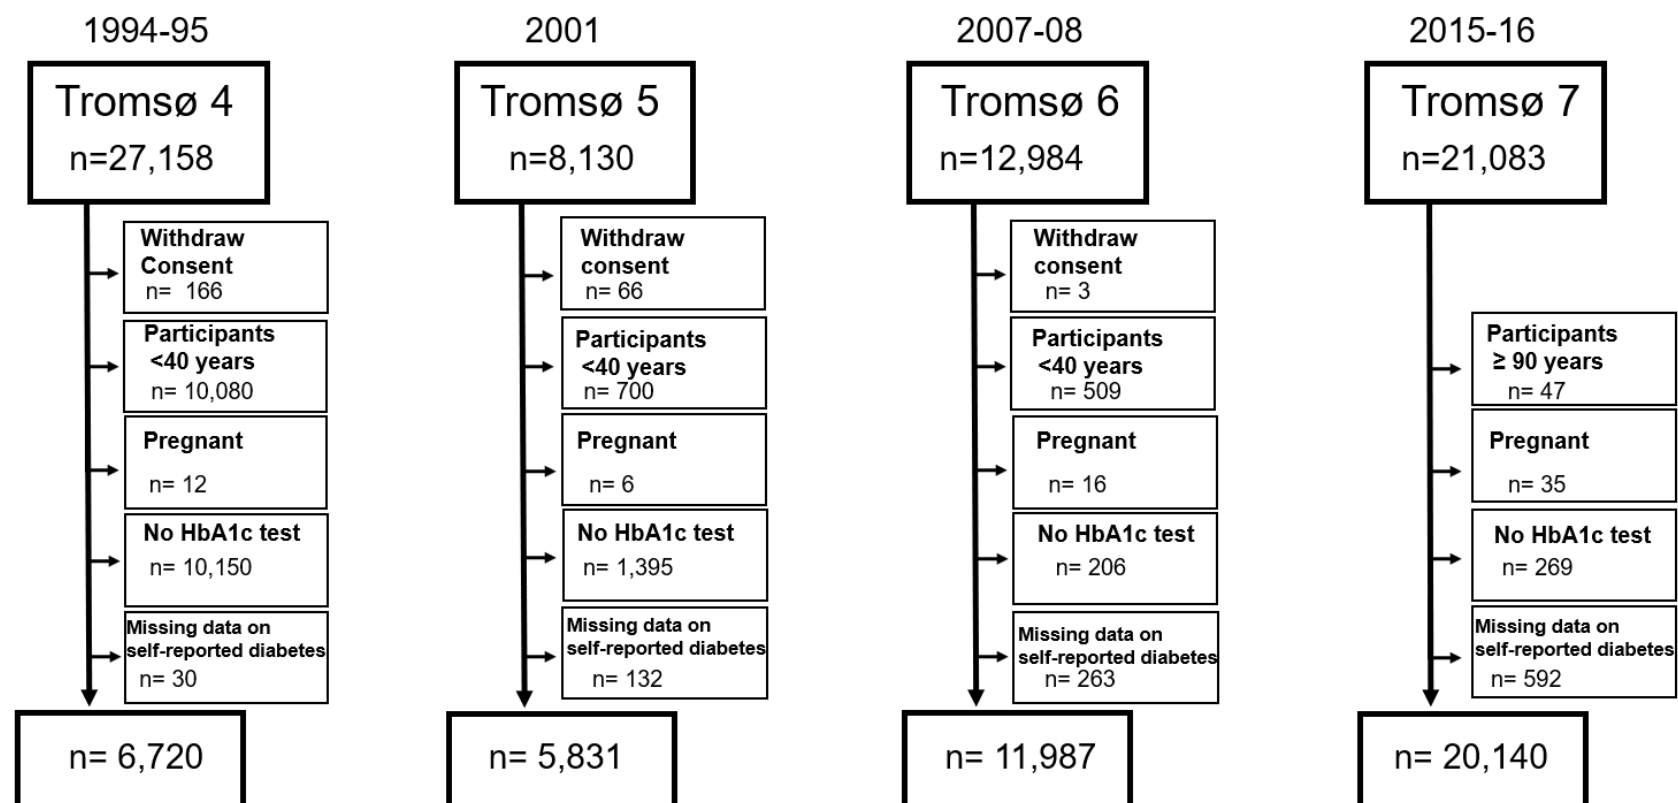 1994-95
Tromsø 4
n=27,158
Withdraw
Consent
n= 166
Participants
<40 years
n= 10,080
Pregnant
n= 12
No HbA1c test
n= 10,150
Missing data on
self-reported diabetes
n= 30
n= 6,720
2001
Tromsø 5
n=8,130
Withdraw
consent
n= 66
Participants
<40 years
n= 700
Pregnant
n= 6
No HbA1c test
n= 1,395
Missing data on
self-reported diabetes
n= 132
n= 5,831
2007-08
Tromsø 6
n=12,984
Withdraw
consent
n= 3
Participants
<40 years
n= 509
Pregnant
n= 16
No HbA1c test
n= 206
Missing data on
self-reported diabetes
n= 263
n= 11,987
2015-16
Tromsø 7
n=21,083
Participants
≥ 90 years
n= 47
Pregnant
n= 35
No HbA1c test
n= 269
Missing data on
self-reported diabetes
n= 592
n= 20,140